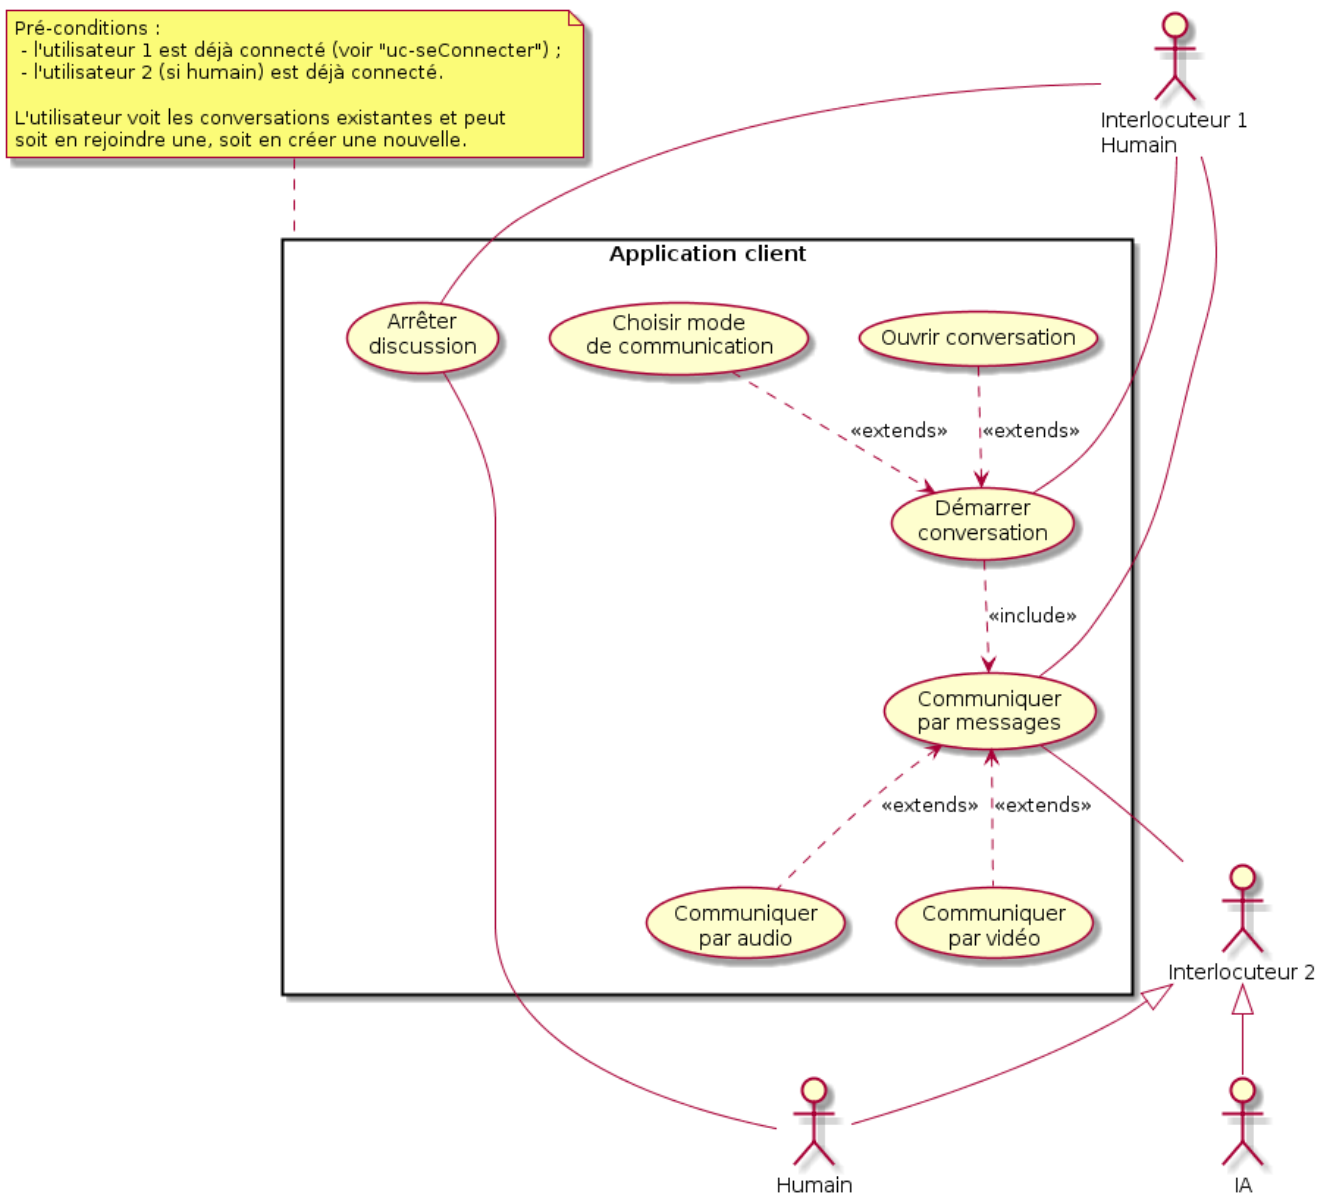 Pré-conditions :
- l'utilisateur 1 est déjà connecté (voir "uc-seConnecter") ;
- l'utilisateur 2 (si humain) est déjà connecté.
L'utilisateur voit les conversations existantes et peut
soit en rejoindre une, soit en créer une nouvelle.
Interlocuteur 1
Humain
Application client
Arrêter
discussion
Choisir mode
de communication
Ouvrir conversation
«extends»
«extends»
Démarrer
conversation
«include»
Communiquer
par messages
«extends»
«extends»
Communiquer
par audio
Communiquer
par vidéo
Interlocuteur 2
Humain
IA